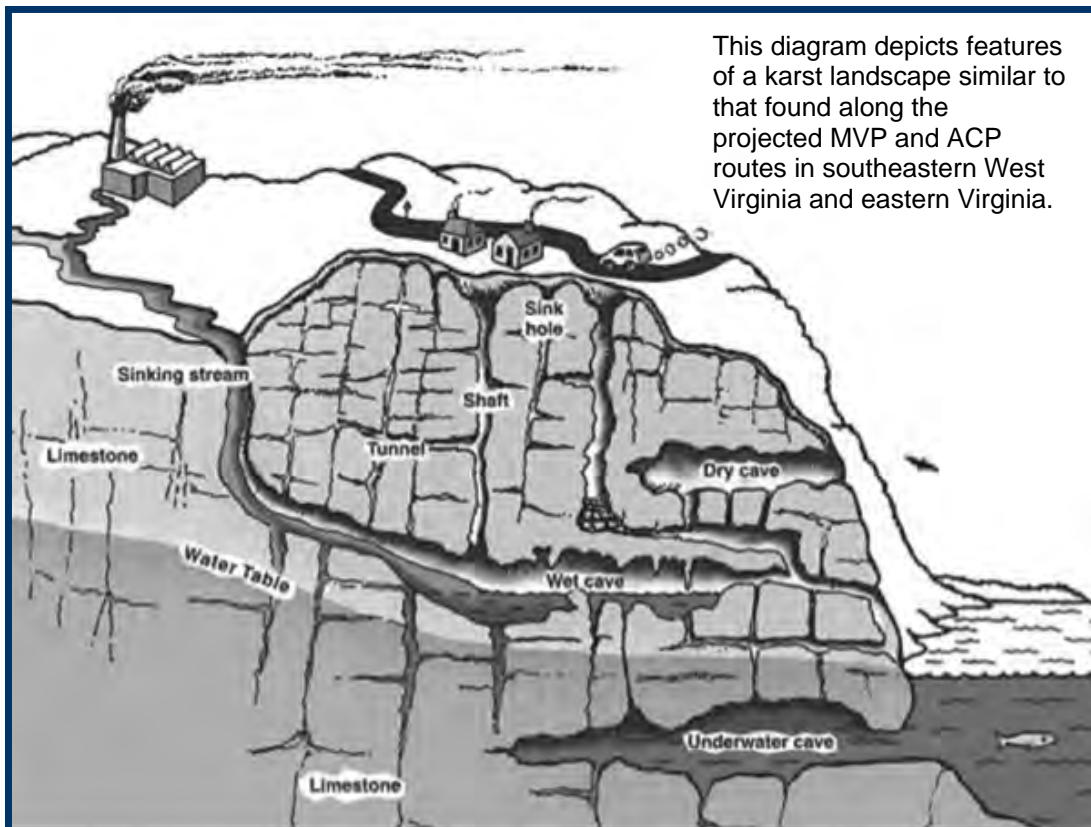 This diagram depicts features
of a karst landscape similar to
that found along the
projected MVP and ACP
routes in southeastern West
Virginia and eastern Virginia.
Sink
hole
Sinking stream
Shaft
Limestone
Tunnel
Dry cave
Water Table
Wet cave
Underwater cave
Limestone